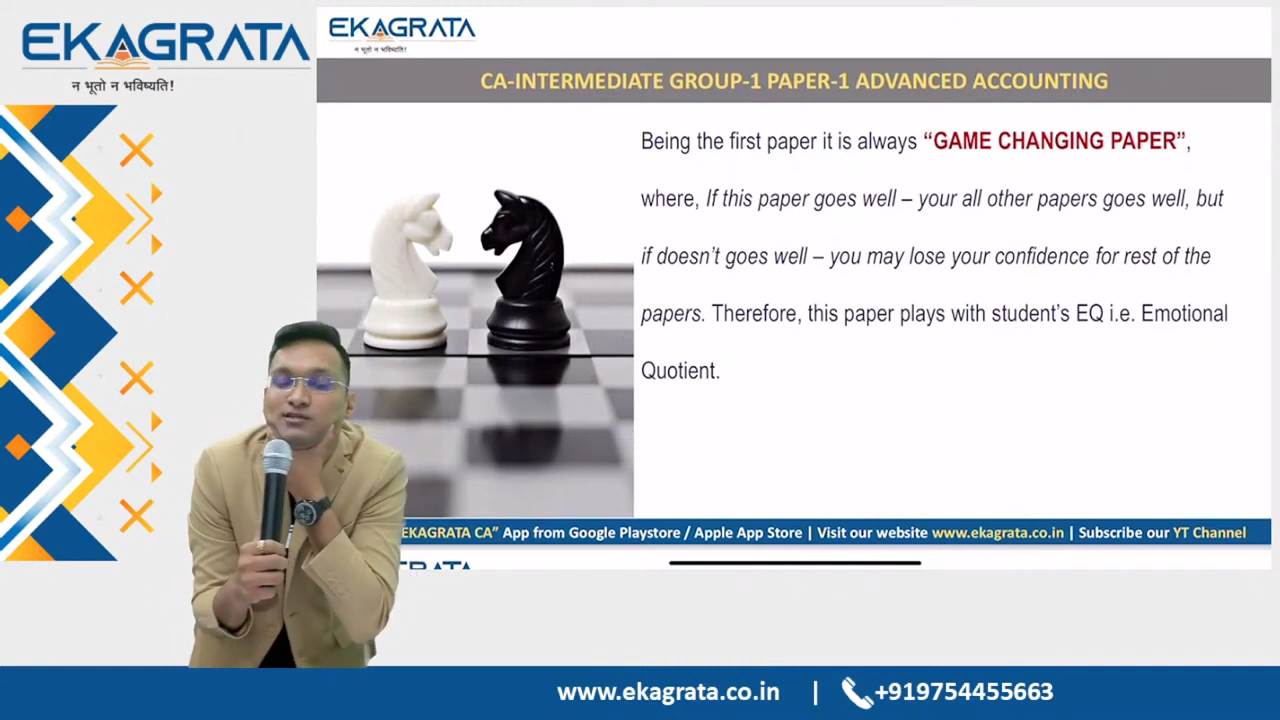 EKAGRATA
न भूतो न भविष्यति!
EKAGRATA
न भूतो न भविष्यति!
CA-INTERMEDIATE GROUP-1 PAPER-1 ADVANCED ACCOUNTING
Being the first paper it is always “GAME CHANGING PAPER”,
where, If this paper goes well – your all other papers goes well, but
if doesn’t goes well – you may lose your confidence for rest of the
papers. Therefore, this paper plays with student’s EQ i.e. Emotional
Quotient.
EKAGRATA CA” App from Google Playstore / Apple App Store | Visit our website www.ekagrata.co.in | Subscribe our YT Channel
www.ekagrata.co.in | +919754455663